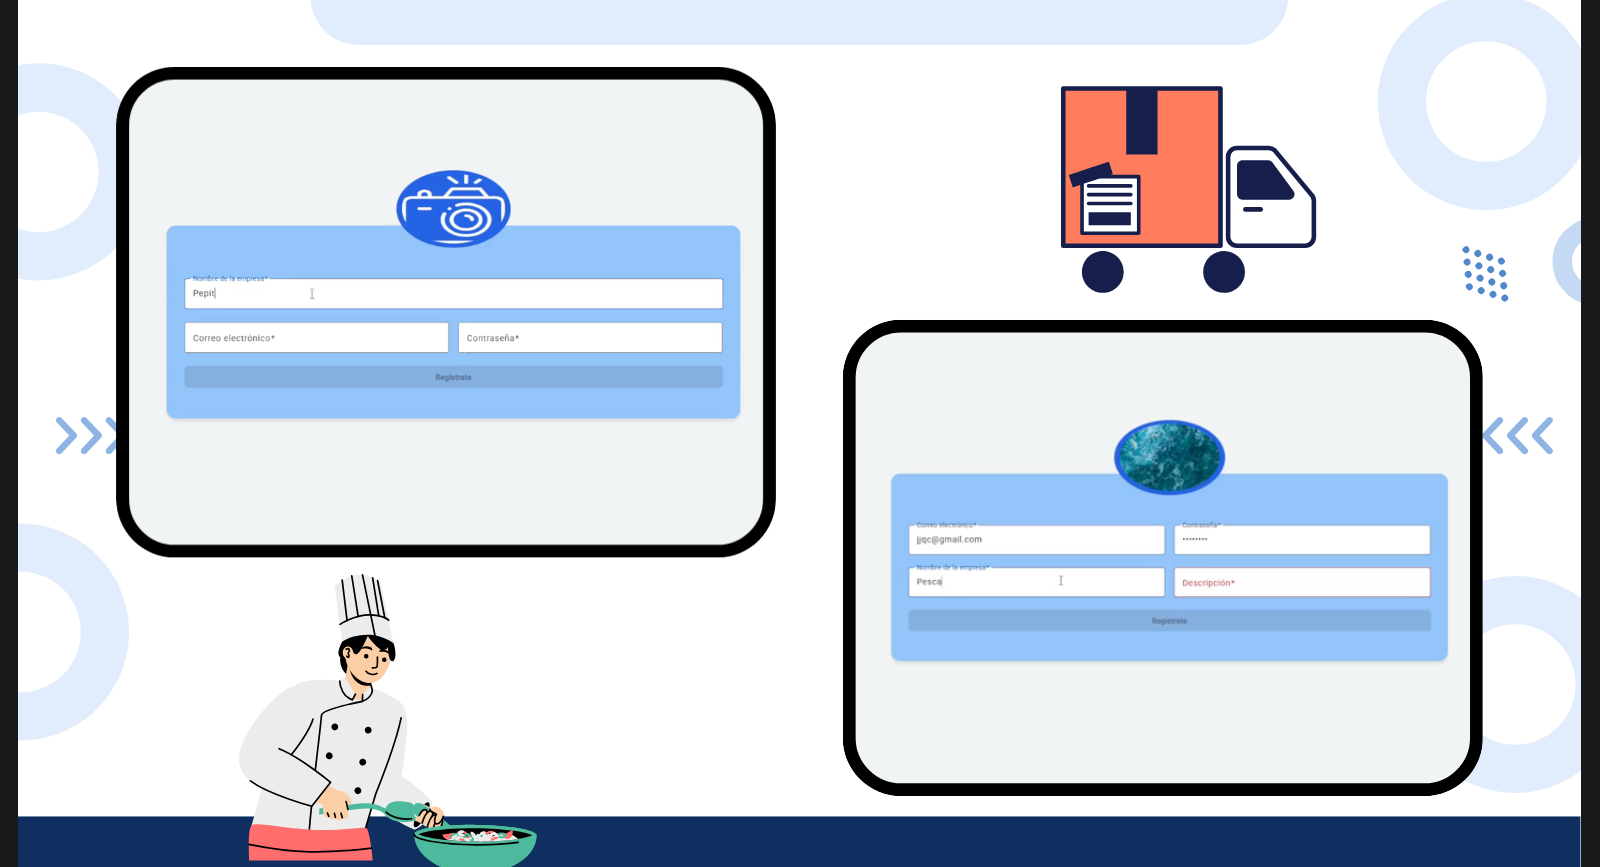 Nombre de la empresa*
Pepit
Correo electrónico*
Contraseña*
Regístrate
Correo electrónico*
Contraseña*
jjqc@gmail.com
********
Nombre de la empresa*
Pesca
Descripción*
Regístrate